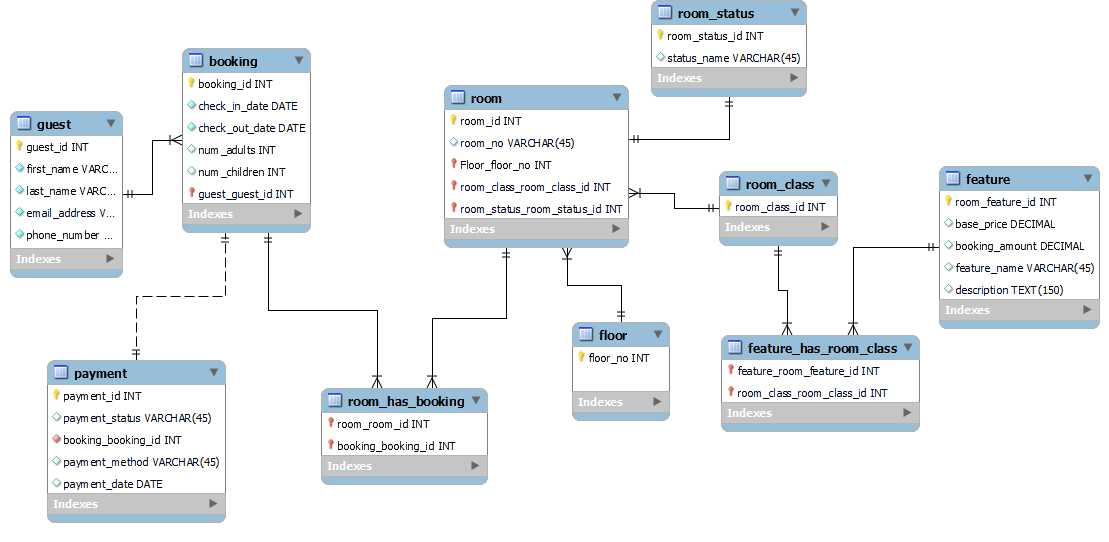 room_status
room_status_id INT
status_name VARCHAR(45)
Indexes
booking
booking_id INT
check_in_date DATE
check_out_date DATE
num_adults INT
num_children INT
guest_guest_id INT
Indexes
room
room_id INT
room_no VARCHAR(45)
Floor_floor_no INT
room_class_room_class_id INT
room_status_room_status_id INT
Indexes
guest
guest_id INT
first_name VARC...
last_name VARC...
email_address V...
phone_number ...
Indexes
room_class
room_class_id INT
Indexes
feature
room_feature_id INT
base_price DECIMAL
booking_amount DECIMAL
feature_name VARCHAR(45)
description TEXT(150)
Indexes
floor
floor_no INT
Indexes
feature_has_room_class
feature_room_feature_id INT
room_class_room_class_id INT
Indexes
payment
payment_id INT
payment_status VARCHAR(45)
booking_booking_id INT
payment_method VARCHAR(45)
payment_date DATE
Indexes
room_has_booking
room_room_id INT
booking_booking_id INT
Indexes